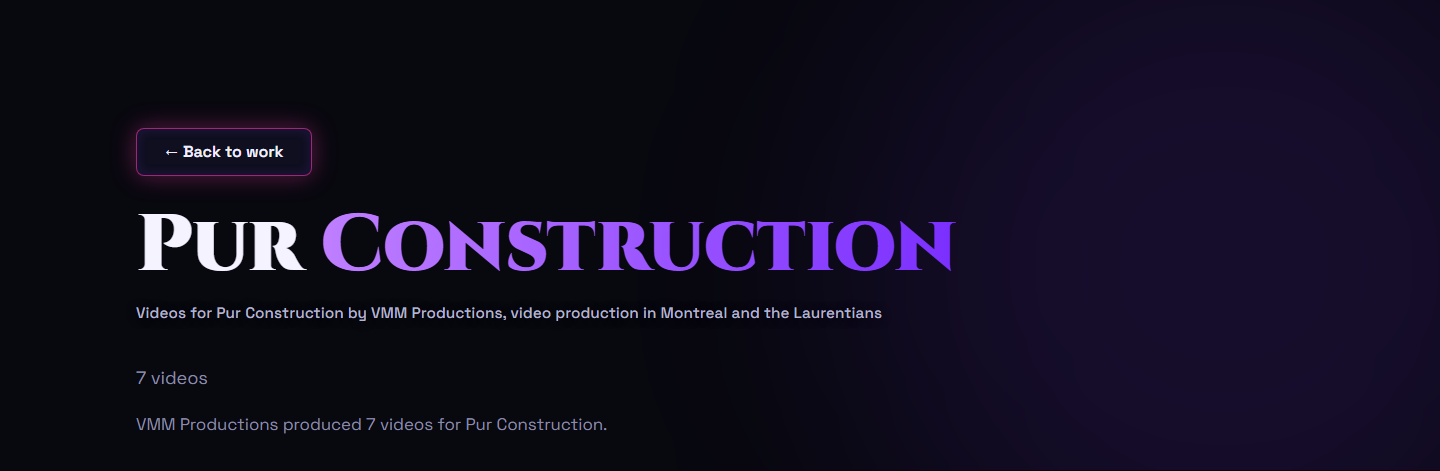 ← Back to work
Pur Construction
Videos for Pur Construction by VMM Productions, video production in Montreal and the Laurentians
7 videos
VMM Productions produced 7 videos for Pur Construction.